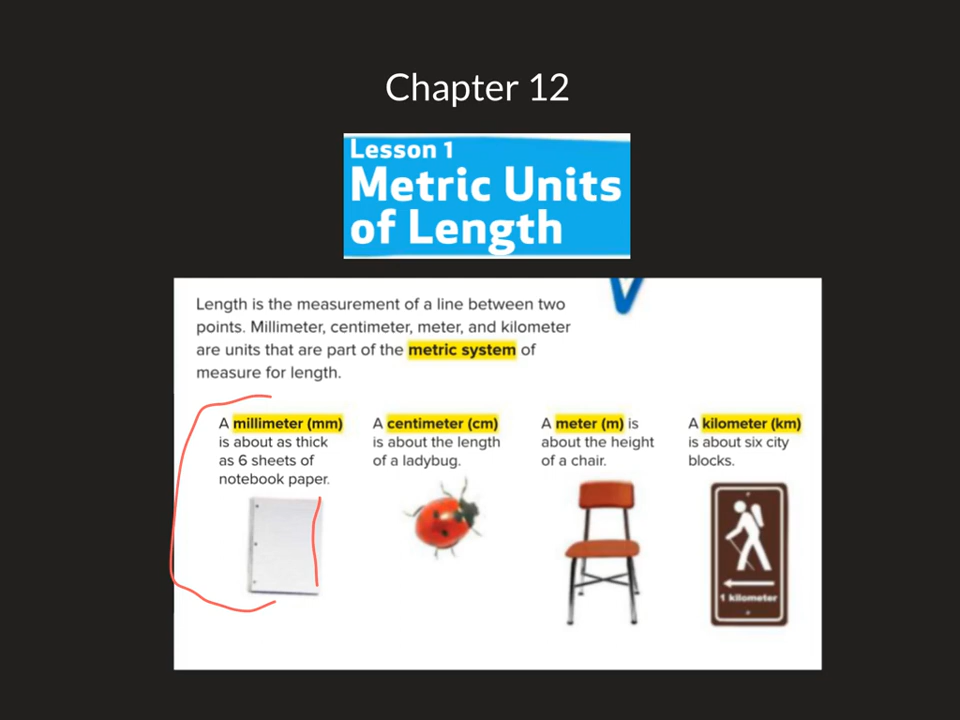 Chapter 12
Lesson 1
Metric Units
of Length
Length is the measurement of a line between two
points. Millimeter, centimeter, meter, and kilometer
are units that are part of the metric system of
measure for length.
A millimeter (mm)
is about as thick
as 6 sheets of
notebook paper.
A centimeter (cm)
is about the length
of a ladybug.
A meter (m) is
about the height
of a chair.
A kilometer (km)
is about six city
blocks.
1 kilometer